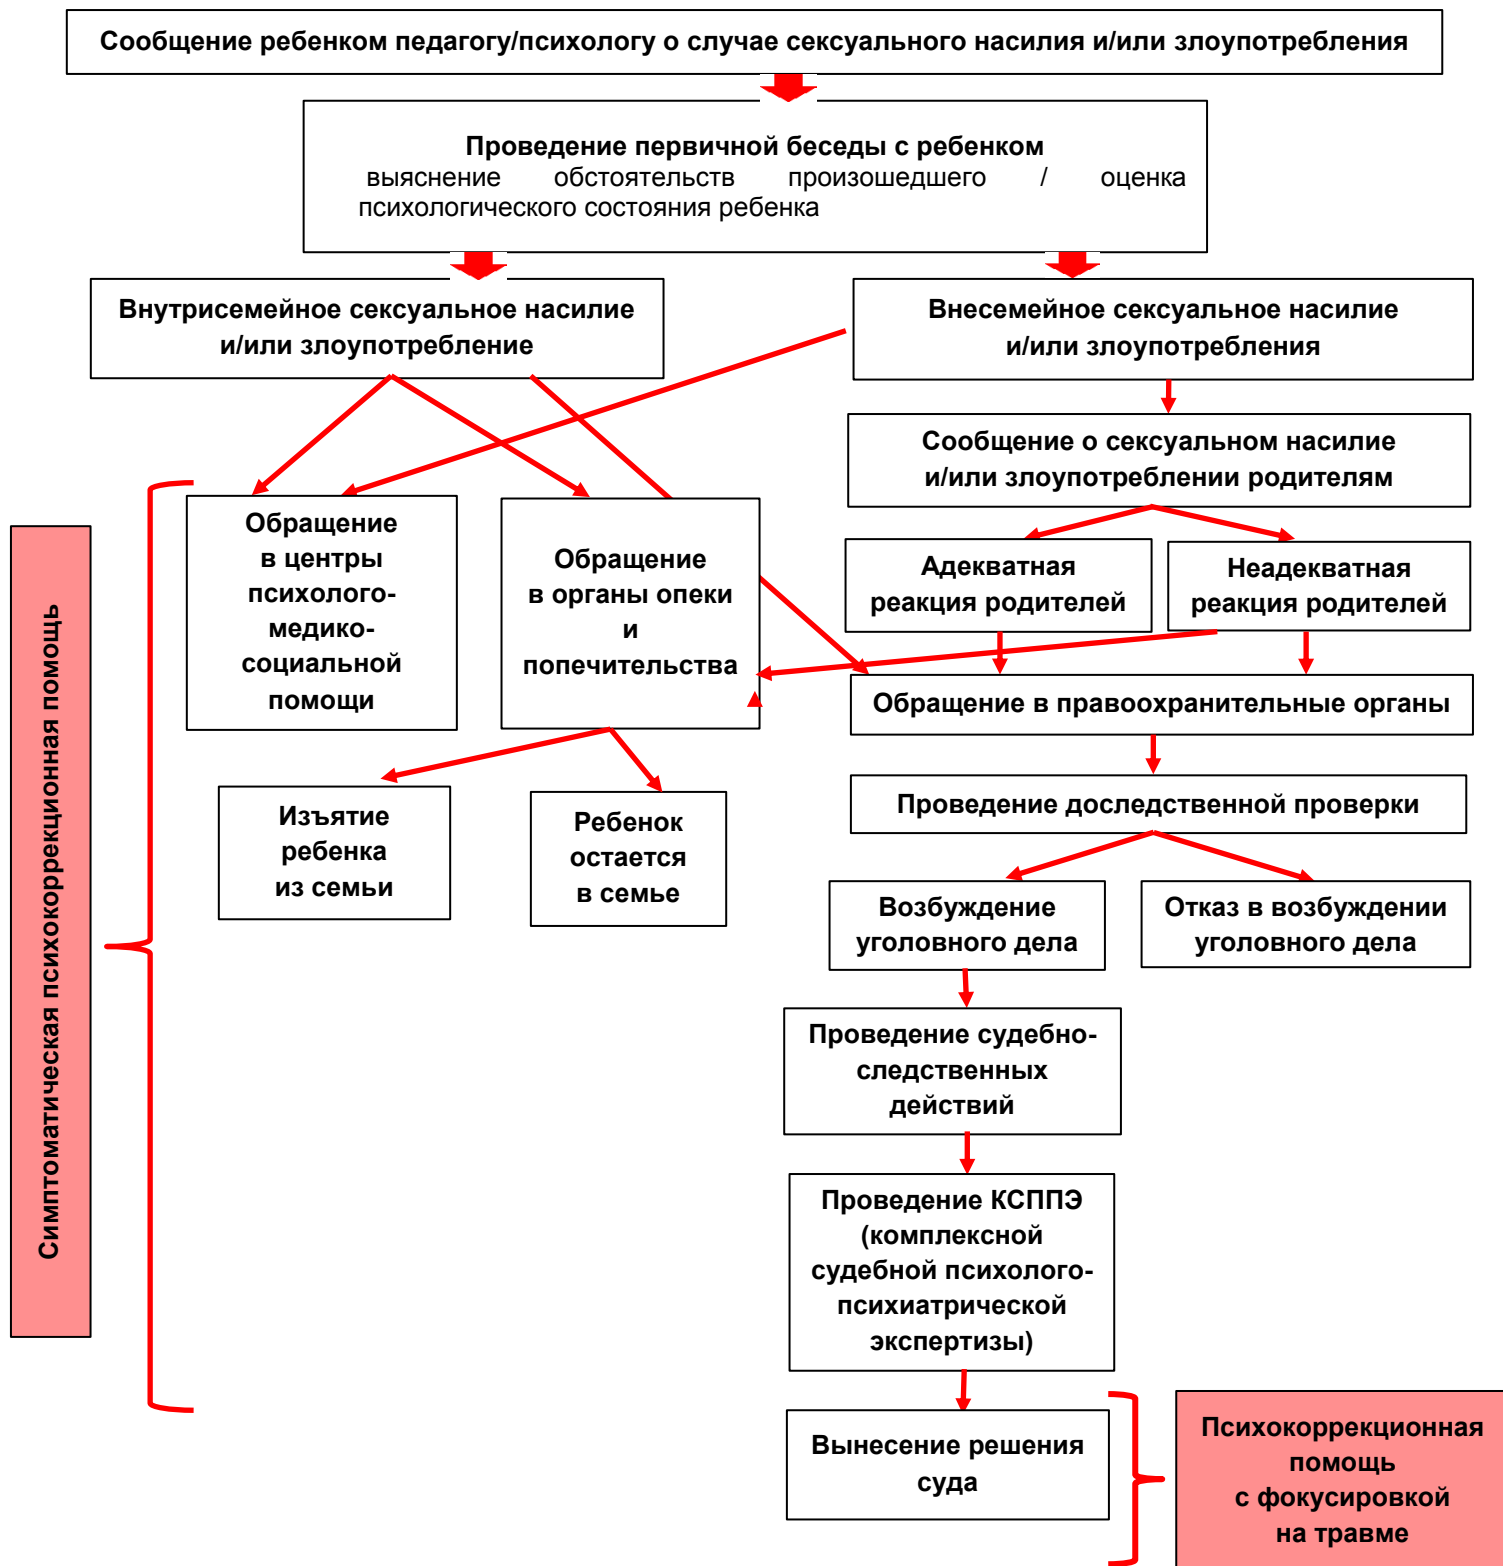 Сообщение ребенком педагогу/психологу о случае сексуального насилия и/или злоупотребления
Проведение первичной беседы с ребенком
выяснение обстоятельств произошедшего / оценка
психологического состояния ребенка
Внутрисемейное сексуальное насилие
и/или злоупотребление
Внесемейное сексуальное насилие
и/или злоупотребления
Сообщение о сексуальном насилие
и/или злоупотреблении родителям
Адекватная
реакция родителей
Неадекватная
реакция родителей
Обращение
в центры
психолого-
медико-
социальной
помощи
Обращение
в органы опеки
и
попечительства
Обращение в правоохранительные органы
Изъятие
ребенка
из семьи
Ребенок
остается
в семье
Проведение доследственной проверки
Возбуждение
уголовного дела
Отказ в возбуждении
уголовного дела
Проведение судебно-
следственных
действий
Проведение КСППЭ
(комплексной
судебной психолого-
психиатрической
экспертизы)
Вынесение решения
суда
Симптоматическая психокоррекционная помощь
Психокоррекционная
помощь
с фокусировкой
на травме